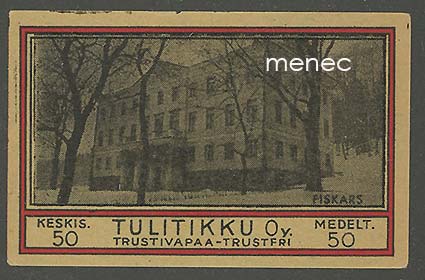 menec
FISKARS
KESKIS. TULITIKKU Oy. MEDELT.
50 TRUSTIVAPAA-TRUSTFRI 50